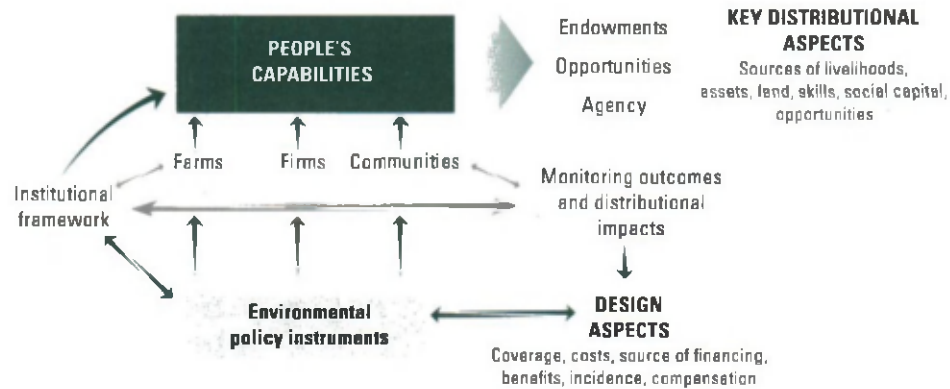 PEOPLE'S
CAPABILITIES
Endowments
Opportunities
Agency
KEY DISTRIBUTIONAL
ASPECTS
Sources of livelihoods,
assets, land, skills, social capital,
opportunities
Farms
Firms
Communities
Institutional
framework
Monitoring outcomes
and distributional
impacts
Environmental
policy instruments
DESIGN
ASPECTS
Coverage, costs, source of financing,
benefits, incidence, compensation